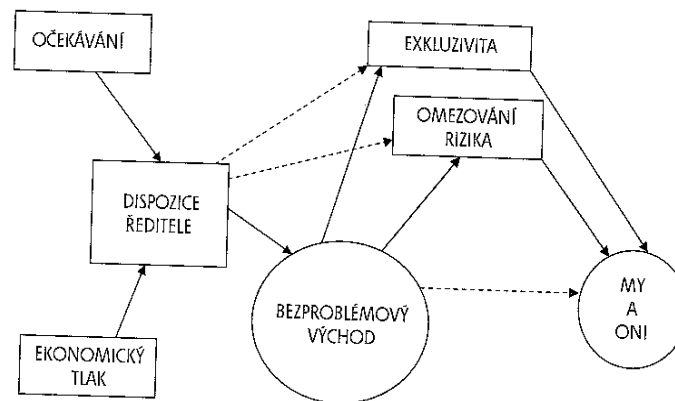 OČEKÁVÁNÍ
EXKLUZIVITA
OMEZOVÁNÍ
RIZIKA
DISPOZICE
ŘEDITELE
BEZPROBLÉMOVÝ
VÝCHOD
MY
A
ONI
EKONOMICKÝ
TLAK